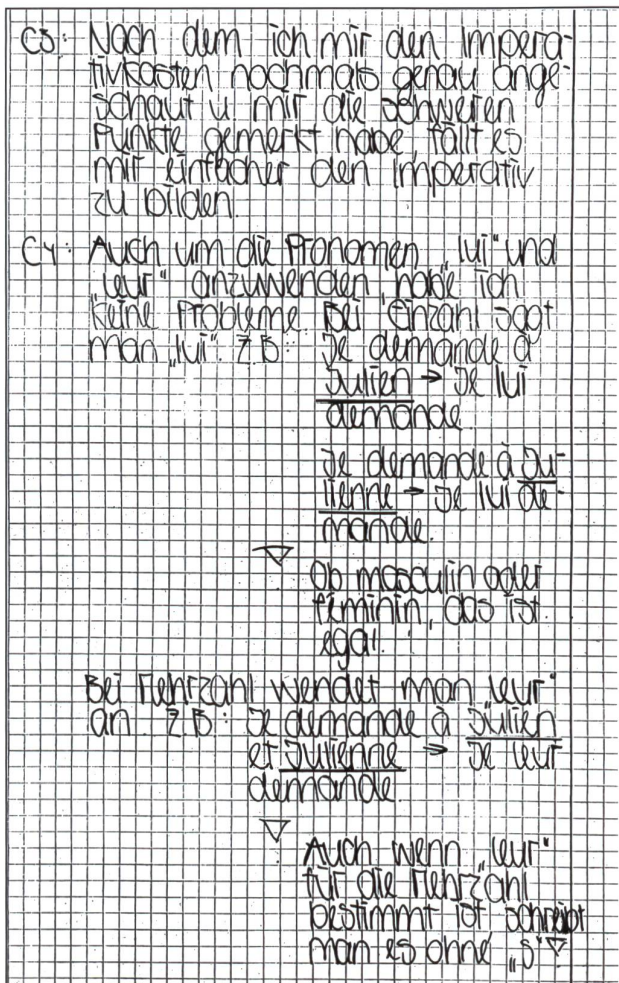 C3: Nach dem ich mir den Impera-
tivkasten nochmals genau ange-
schaut u mir die schweren
Punkte gemerkt habe, fällt es
mir einfacher den Imperativ
zu bilden.
C4: Auch um die Pronomen „lui“ und
„leur“ anzuwenden, habe ich
keine Probleme. Bei Einzahl sagt
man „lui“. Z.B: Je demande à
Julien → Je lui
demande.
Je demande à Ju-
lienne → Je lui de-
mande.
▽
Ob masculin oder
féminin, das ist
egal.
Bei Mehrzahl wendet man „leur“
an. Z.B: Je demande à Julien
et Julienne → Je leur
demande.
▽
Auch wenn „leur“
für die Mehrzahl
bestimmt ist, schreibt
man es ohne „s“ ▽